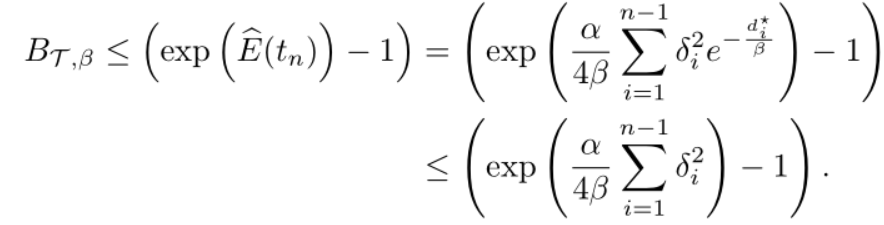 $B_{\mathcal{T},\beta} \leq \left( \exp\left( \widehat{E}(t_n) \right) - 1 \right) = \left( \exp\left( \frac{\alpha}{4\beta} \sum_{i=1}^{n-1} \delta_i^2 e^{-\frac{d_i^\star}{\beta}} \right) - 1 \right)$
$\leq \left( \exp\left( \frac{\alpha}{4\beta} \sum_{i=1}^{n-1} \delta_i^2 \right) - 1 \right).$